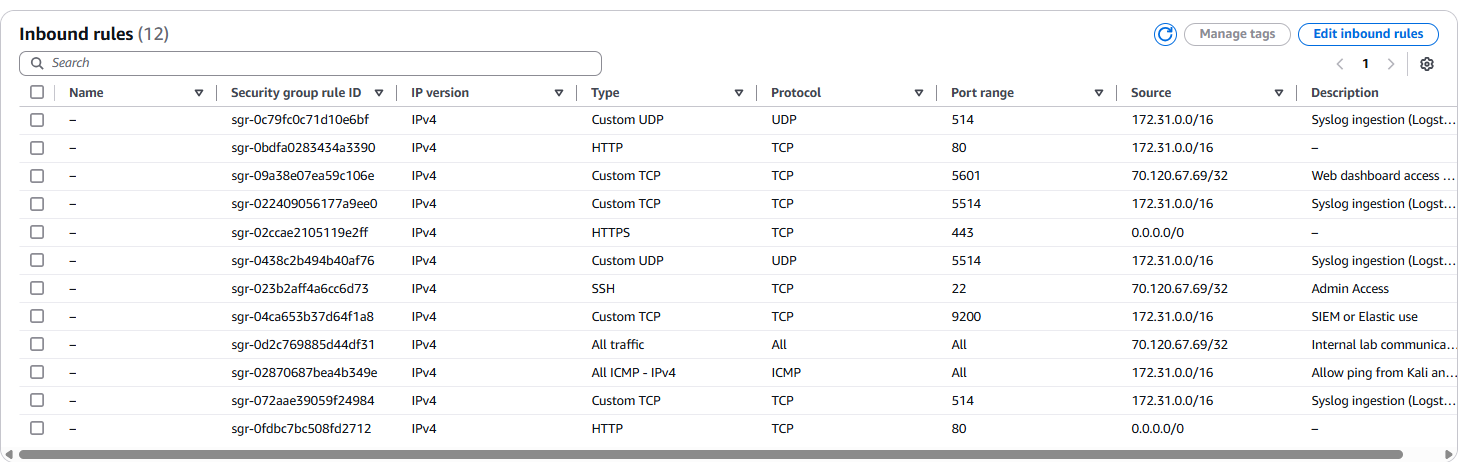 Inbound rules (12)
Manage tags
Edit inbound rules
Search
1
Name Security group rule ID IP version Type Protocol Port range Source Description
– sgr-0c79fc0c71d10e6bf IPv4 Custom UDP UDP 514 172.31.0.0/16 Syslog ingestion (Logst...
– sgr-0bdfa0283434a3390 IPv4 HTTP TCP 80 172.31.0.0/16 –
– sgr-09a38e07ea59c106e IPv4 Custom TCP TCP 5601 70.120.67.69/32 Web dashboard access ...
– sgr-022409056177a9ee0 IPv4 Custom TCP TCP 5514 172.31.0.0/16 Syslog ingestion (Logst...
– sgr-02ccae2105119e2ff IPv4 HTTPS TCP 443 0.0.0.0/0 –
– sgr-0438c2b494b40af76 IPv4 Custom UDP UDP 5514 172.31.0.0/16 Syslog ingestion (Logst...
– sgr-023b2aff4a6cc6d73 IPv4 SSH TCP 22 70.120.67.69/32 Admin Access
– sgr-04ca653b37d64f1a8 IPv4 Custom TCP TCP 9200 172.31.0.0/16 SIEM or Elastic use
– sgr-0d2c769885d44df31 IPv4 All traffic All All 70.120.67.69/32 Internal lab communica...
– sgr-02870687bea4b349e IPv4 All ICMP - IPv4 ICMP All 172.31.0.0/16 Allow ping from Kali an...
– sgr-072aae39059f24984 IPv4 Custom TCP TCP 514 172.31.0.0/16 Syslog ingestion (Logst...
– sgr-0fdbc7bc508fd2712 IPv4 HTTP TCP 80 0.0.0.0/0 –